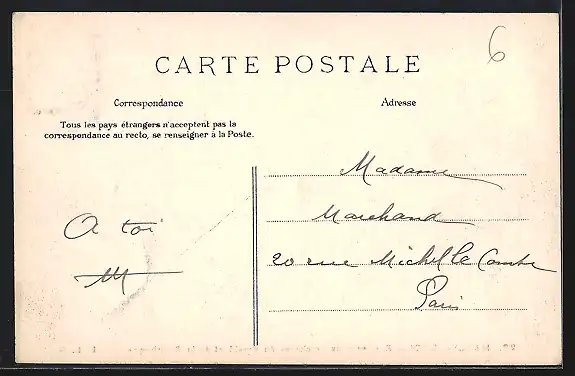 6
CARTE POSTALE
Correspondance
Adresse
Tous les pays étrangers n'acceptent pas la
correspondance au recto, se renseigner à la Poste.
Madame
Marchand
20 rue Michel le Comte
Paris
A toi